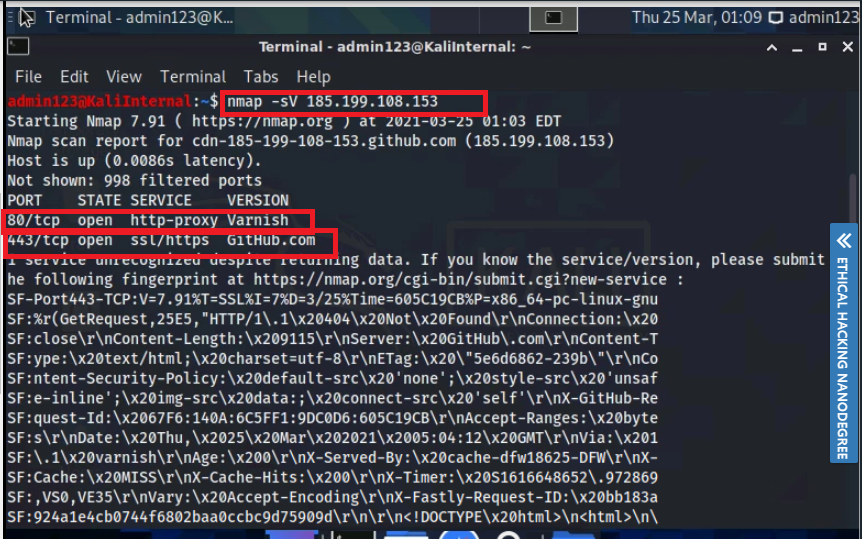 Terminal - admin123@K...
Thu 25 Mar, 01:09
admin123
Terminal - admin123@KaliInternal: ~
File Edit View Terminal Tabs Help
admin123@KaliInternal:~$ nmap -sV 185.199.108.153
Starting Nmap 7.91 ( https://nmap.org ) at 2021-03-25 01:03 EDT
Nmap scan report for cdn-185-199-108-153.github.com (185.199.108.153)
Host is up (0.0086s latency).
Not shown: 998 filtered ports
PORT STATE SERVICE VERSION
80/tcp open http-proxy Varnish
443/tcp open ssl/https GitHub.com
service unrecognized despite returning data. If you know the service/version, please submit
he following fingerprint at https://nmap.org/cgi-bin/submit.cgi?new-service :
SF-Port443-TCP:V=7.91%T=SSL%I=7%D=3/25%Time=605C19CB%P=x86_64-pc-linux-gnu
SF:%r(GetRequest,25E5,"HTTP/1\.1\x20404\x20Not\x20Found\r\nConnection:\x20
SF:close\r\nContent-Length:\x209115\r\nServer:\x20GitHub\.com\r\nContent-T
SF:ype:\x20text/html;\x20charset=utf-8\r\nETag:\x20\"5e6d6862-239b\"\r\nCo
SF:ntent-Security-Policy:\x20default-src\x20'none';\x20style-src\x20'unsaf
SF:e-inline';\x20img-src\x20data:;\x20connect-src\x20'self'\r\nX-GitHub-Re
SF:quest-Id:\x2067F6:140A:6C5FF1:9DC0D6:605C19CB\r\nAccept-Ranges:\x20byte
SF:s\r\nDate:\x20Thu,\x2025\x20Mar\x202021\x2005:04:12\x20GMT\r\nVia:\x201
SF:\.1\x20varnish\r\nAge:\x200\r\nX-Served-By:\x20cache-dfw18625-DFW\r\nX-
SF:Cache:\x20MISS\r\nX-Cache-Hits:\x200\r\nX-Timer:\x20S1616648652\.972869
SF:,VS0,VE35\r\nVary:\x20Accept-Encoding\r\nX-Fastly-Request-ID:\x20bb183a
SF:924a1e4cb0744f6802baa0ccbc9d75909d\r\n\r\n<!DOCTYPE\x20html>\n<html>\n\
ETHICAL HACKING NANODEGREE